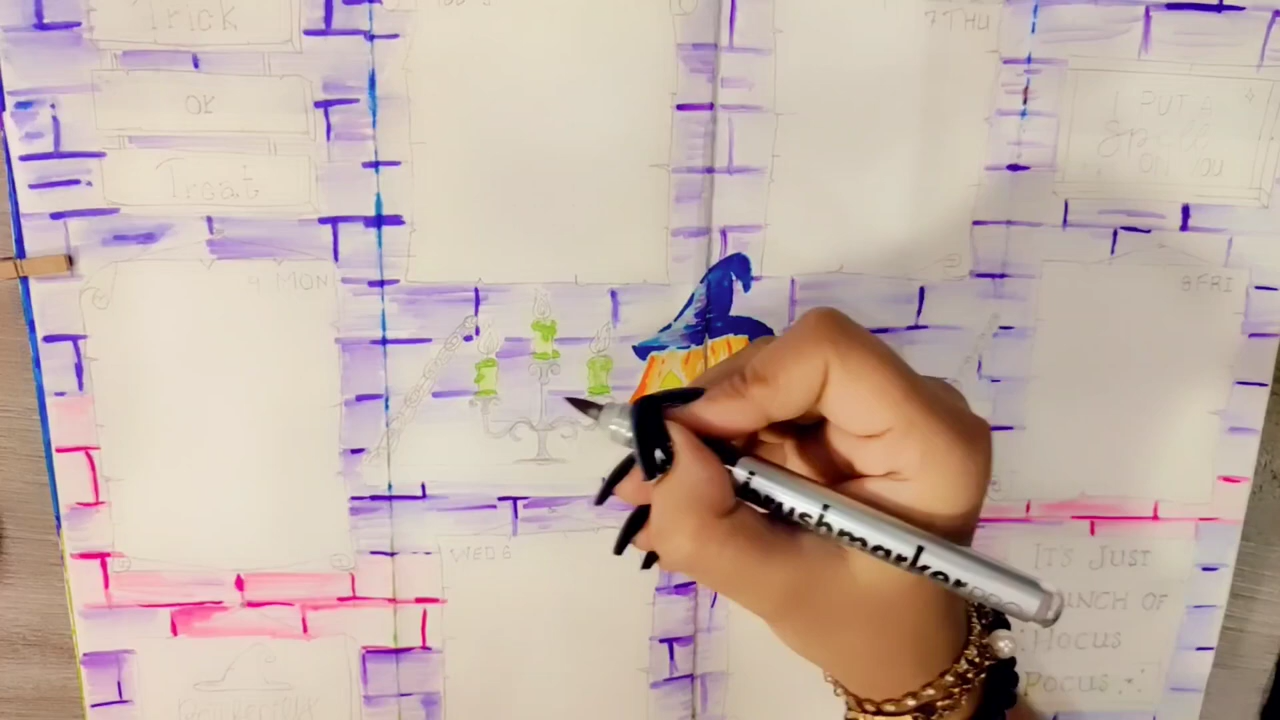 Trick
or
Treat
7 THU
I PUT A
Spell
ON YOU
9 MON
8 FRI
WED 6
brushmarker PRO
IT'S JUST
BUNCH OF
HOCUS
POCUS